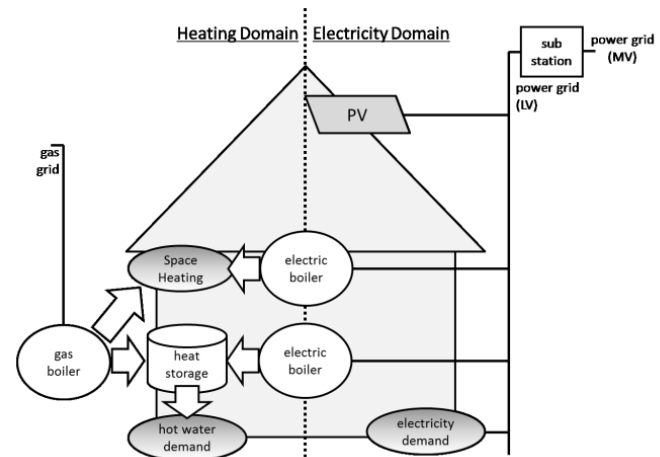 Heating Domain
Electricity Domain
sub
station
power grid
(MV)
power grid
(LV)
PV
gas
grid
Space
Heating
electric
boiler
gas
boiler
heat
storage
electric
boiler
hot water
demand
electricity
demand